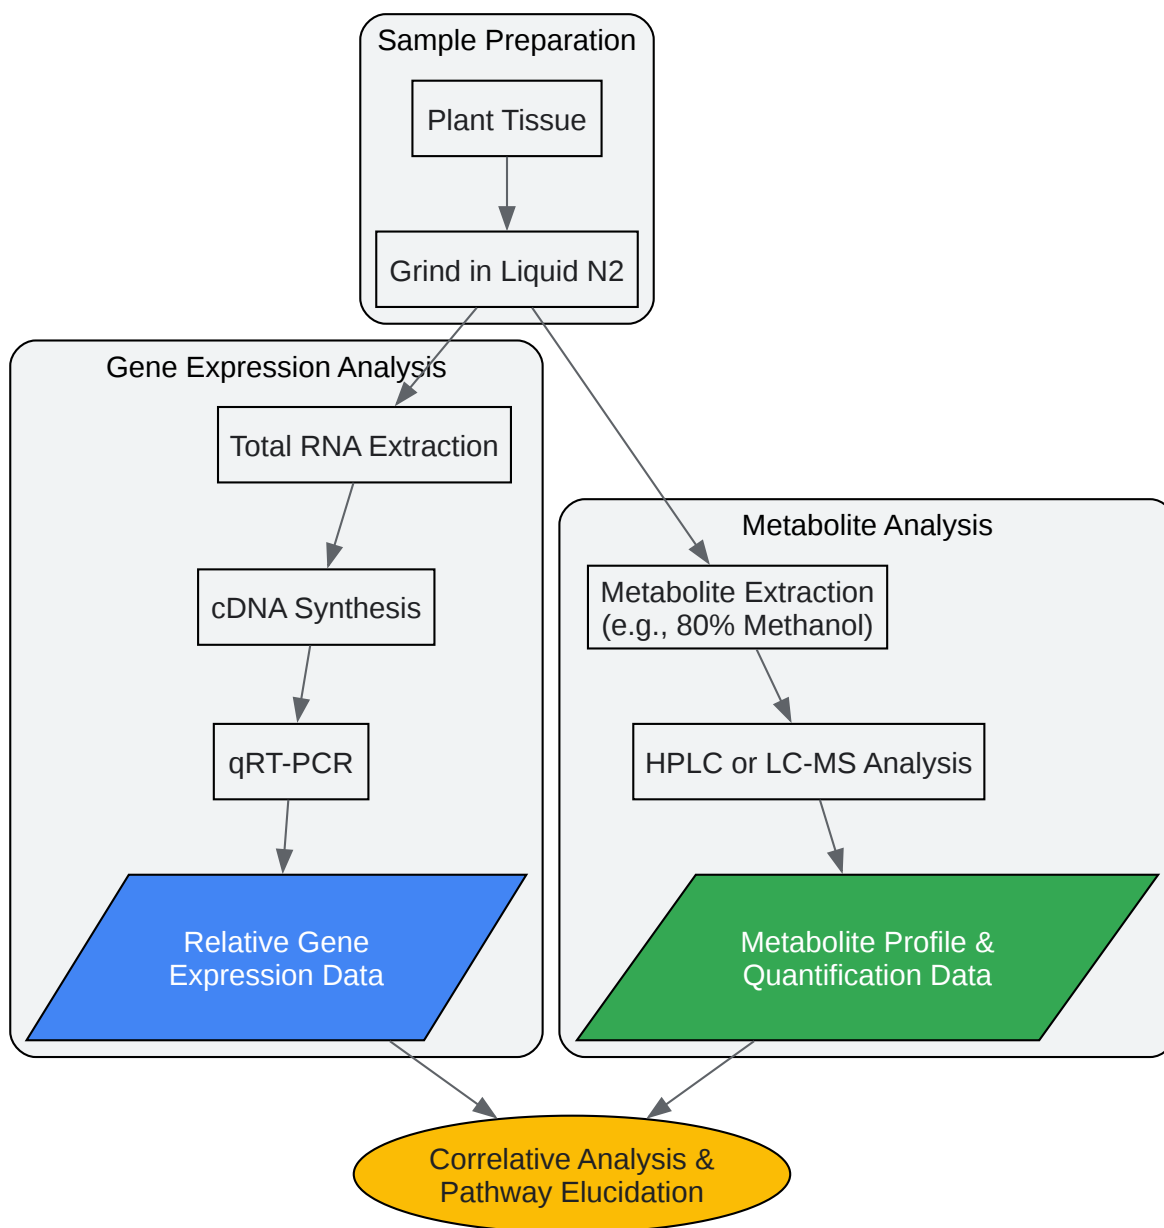 Sample Preparation
Plant Tissue
Grind in Liquid N2
Gene Expression Analysis
Total RNA Extraction
cDNA Synthesis
qRT-PCR
Relative Gene
Expression Data
Metabolite Analysis
Metabolite Extraction
(e.g., 80% Methanol)
HPLC or LC-MS Analysis
Metabolite Profile &
Quantification Data
Correlative Analysis &
Pathway Elucidation